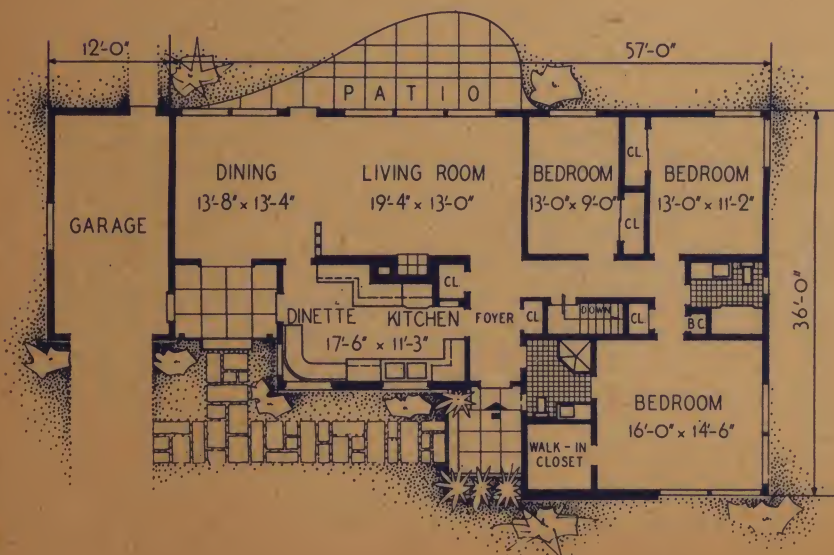 12'-0"
57'-0"
PATIO
DINING
13'-8" x 13'-4"
LIVING ROOM
19'-4" x 13'-0"
BEDROOM
13'-0" x 9'-0"
CL.
CL.
BEDROOM
13'-0" x 11'-2"
GARAGE
36'-0"
CL.
DINETTE KITCHEN
17'-6" x 11'-3"
FOYER
CL.
DOWN
CL.
B.C.
BEDROOM
16'-0" x 14'-6"
WALK-IN
CLOSET